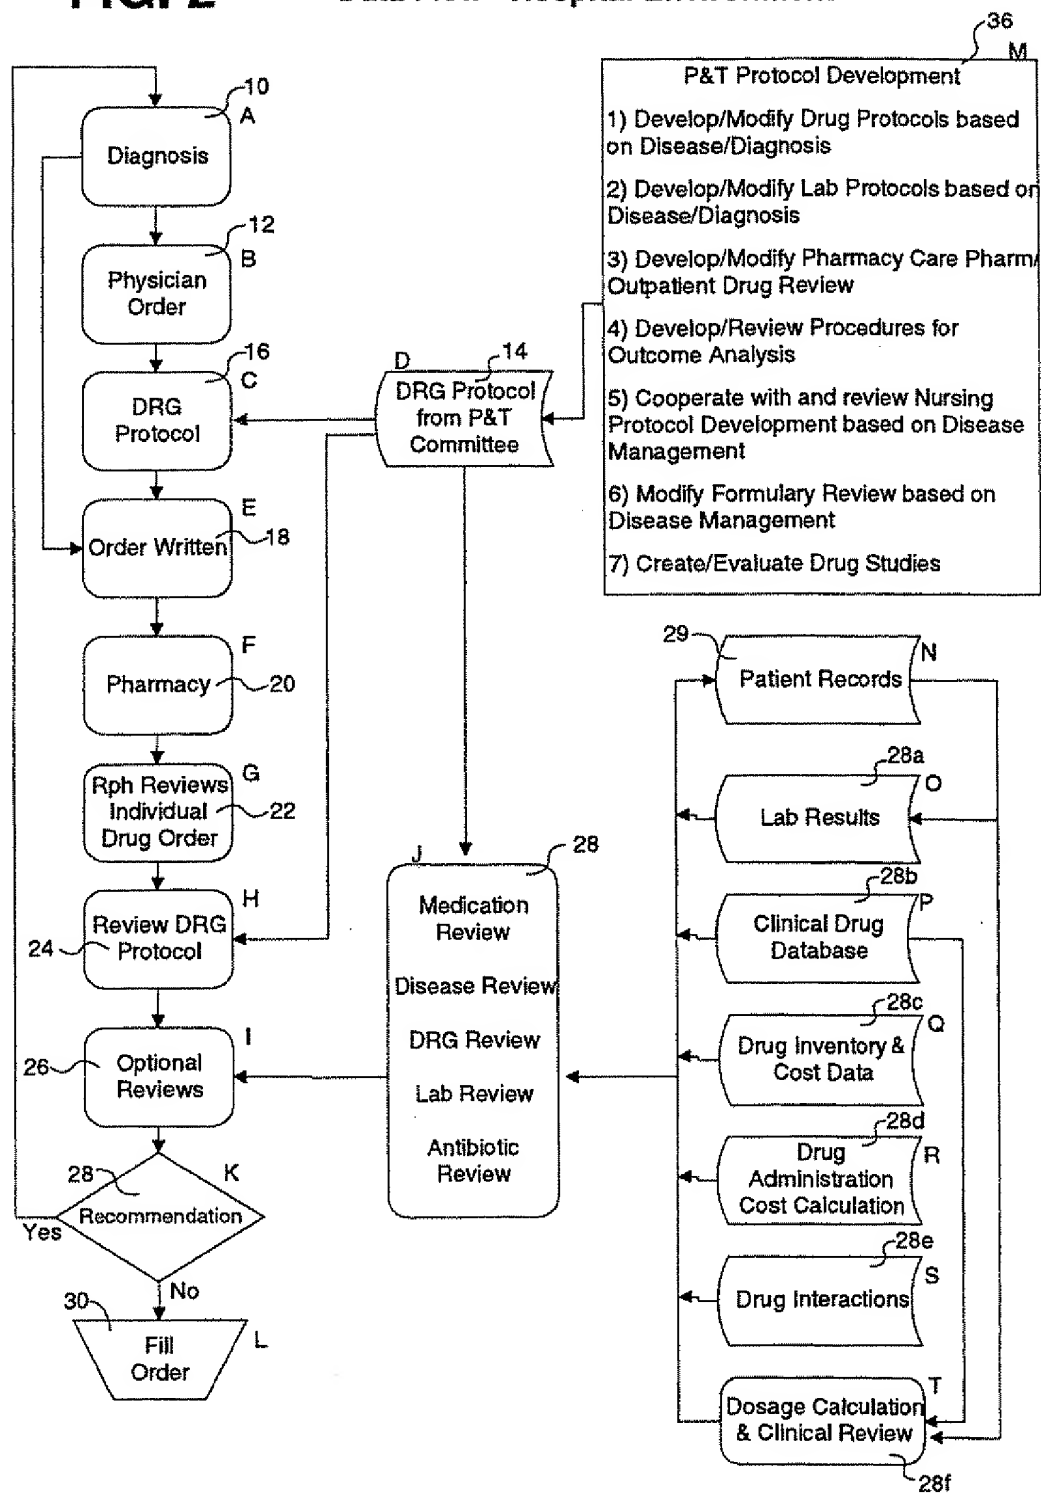 36
M
P&T Protocol Development
1) Develop/Modify Drug Protocols based
on Disease/Diagnosis
2) Develop/Modify Lab Protocols based on
Disease/Diagnosis
3) Develop/Modify Pharmacy Care Pharm/
Outpatient Drug Review
4) Develop/Review Procedures for
Outcome Analysis
5) Cooperate with and review Nursing
Protocol Development based on Disease
Management
6) Modify Formulary Review based on
Disease Management
7) Create/Evaluate Drug Studies
10
A
Diagnosis
12
B
Physician
Order
16
C
DRG
Protocol
D
14
DRG Protocol
from P&T
Committee
E
Order Written
18
F
Pharmacy
20
G
Rph Reviews
Individual
Drug Order
22
H
Review DRG
Protocol
24
I
Optional
Reviews
26
J
28
Medication
Review
Disease Review
DRG Review
Lab Review
Antibiotic
Review
28
K
Recommendation
Yes
No
30
Fill
Order
L
29
N
Patient Records
28a
O
Lab Results
28b
P
Clinical Drug
Database
28c
Q
Drug Inventory &
Cost Data
28d
R
Drug
Administration
Cost Calculation
28e
S
Drug Interactions
T
Dosage Calculation
& Clinical Review
28f